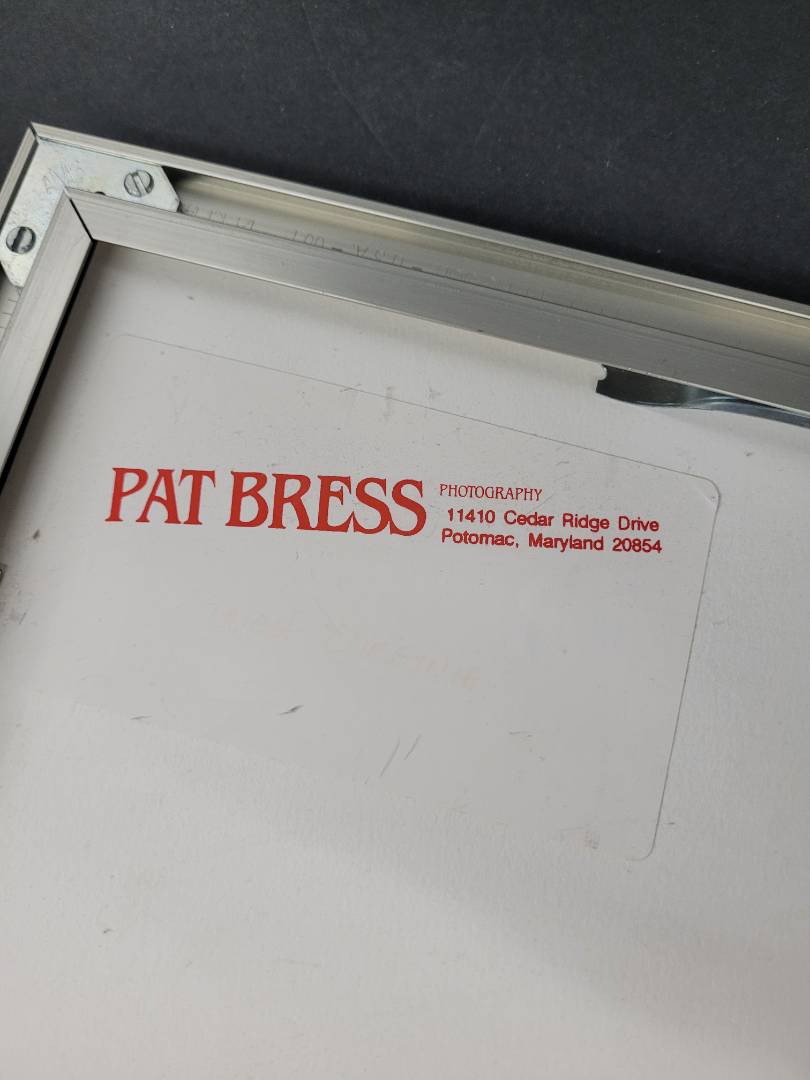 PAT BRESS PHOTOGRAPHY
11410 Cedar Ridge Drive
Potomac, Maryland 20854